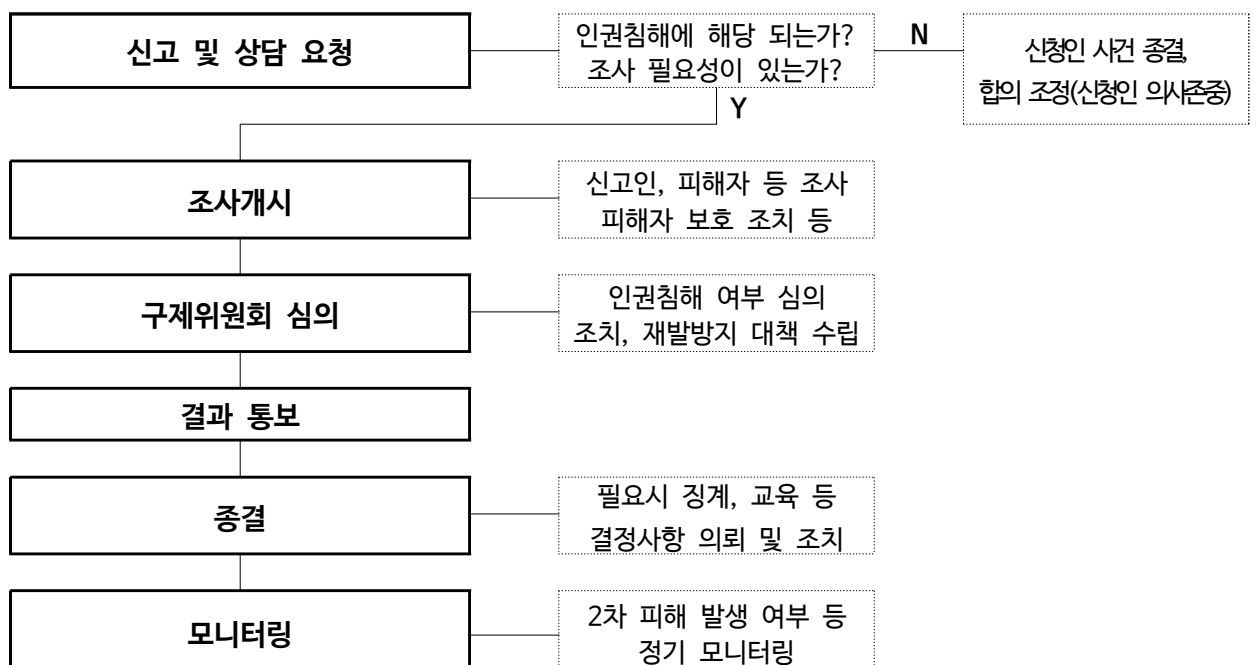 신고 및 상담 요청
인권침해에 해당 되는가?
조사 필요성이 있는가?
N
신청인 사건 종결,
합의 조정(신청인 의사존중)
Y
조사개시
신고인, 피해자 등 조사
피해자 보호 조치 등
구제위원회 심의
인권침해 여부 심의
조치, 재발방지 대책 수립
결과 통보
종결
필요시 징계, 교육 등
결정사항 의뢰 및 조치
모니터링
2차 피해 발생 여부 등
정기 모니터링